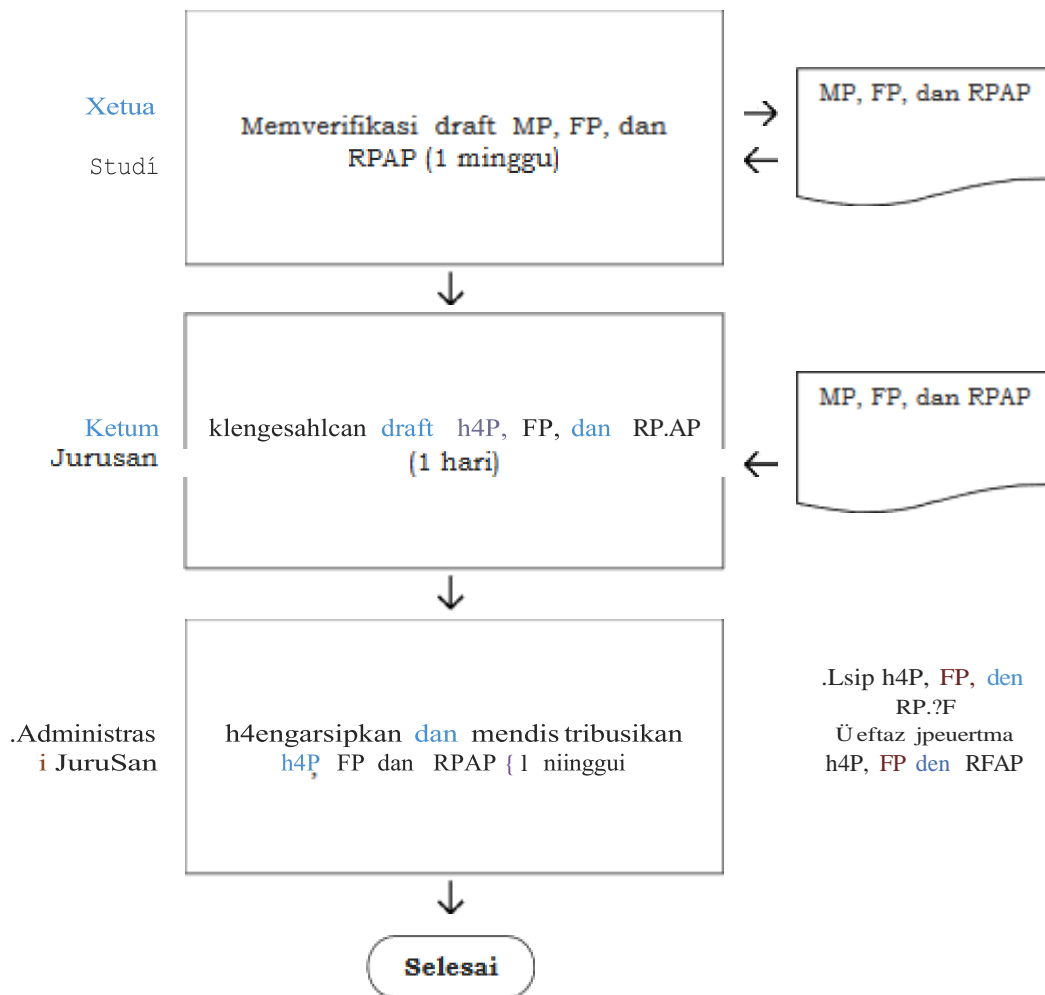 Xetua
Studí
Memverifikasi draft MP, FP, dan
RPAP (1 minggu)
MP, FP, dan RPAP
Ketum
Jurusan
klengesahlcan draft h4P, FP, dan RP.AP
(1 hari)
MP, FP, dan RPAP
.Administras
i JuruSan
h4engarsipkan dan mendis tribusikan
h4P, FP dan RPAP { 1 niinggui
.Lsip h4P, FP, den
RP.?F
Ü eftaz jpeuertma
h4P, FP den RFAP
Selesai